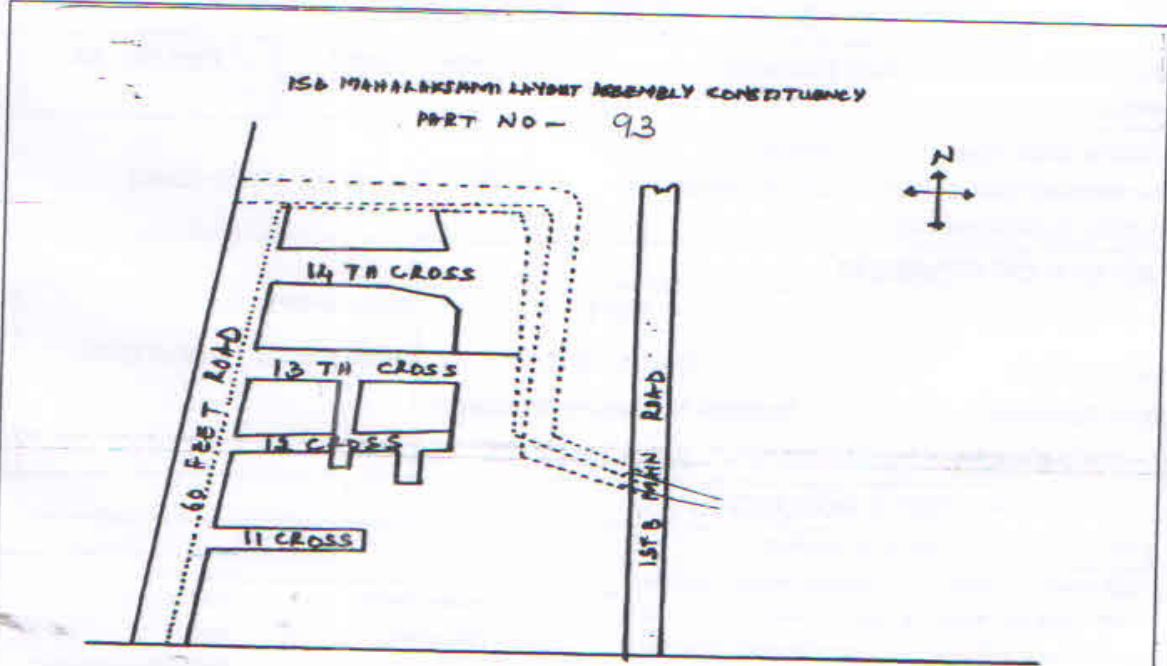 156 MAHALAKSHMI LAYOUT ASSEMBLY CONSTITUENCY
PART NO - 93
N
14 TH CROSS
13 TH CROSS
12 CROSS
11 CROSS
60 FEET ROAD
1ST B MAIN ROAD